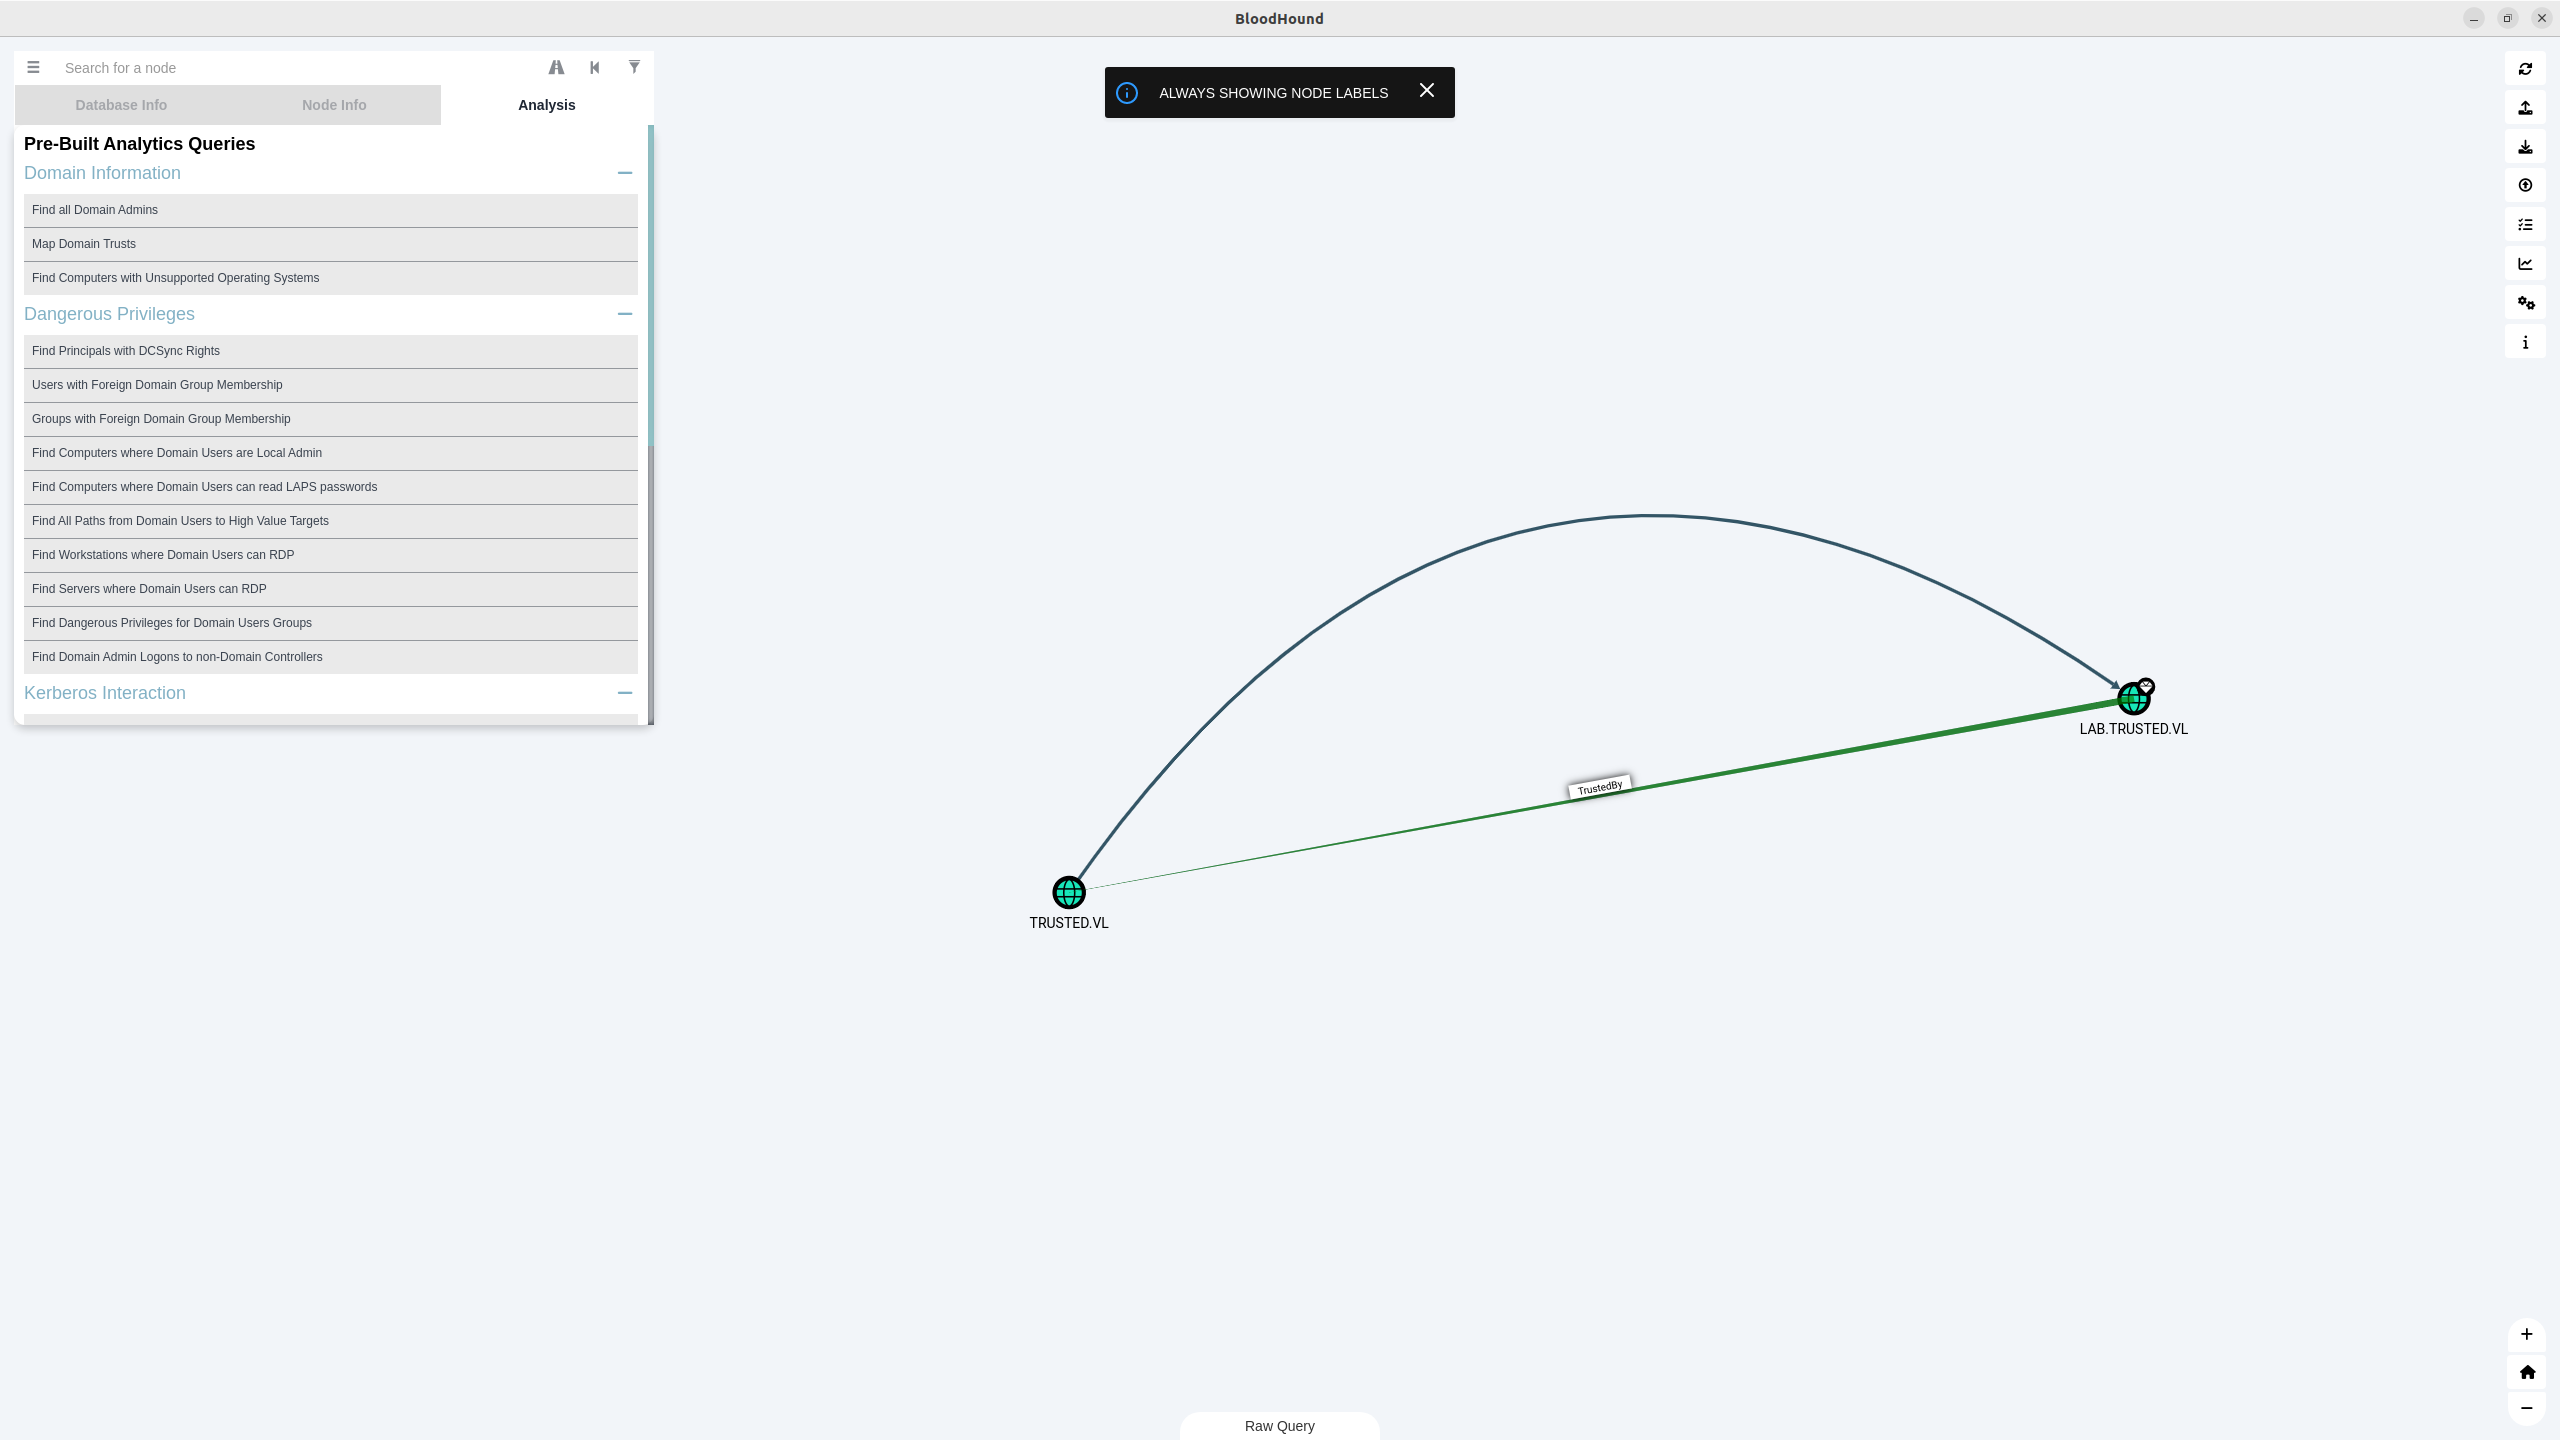 BloodHound
Search for a node
Database Info
Node Info
Analysis
Pre-Built Analytics Queries
Domain Information
Find all Domain Admins
Map Domain Trusts
Find Computers with Unsupported Operating Systems
Dangerous Privileges
Find Principals with DCSync Rights
Users with Foreign Domain Group Membership
Groups with Foreign Domain Group Membership
Find Computers where Domain Users are Local Admin
Find Computers where Domain Users can read LAPS passwords
Find All Paths from Domain Users to High Value Targets
Find Workstations where Domain Users can RDP
Find Servers where Domain Users can RDP
Find Dangerous Privileges for Domain Users Groups
Find Domain Admin Logons to non-Domain Controllers
Kerberos Interaction
ALWAYS SHOWING NODE LABELS
LAB.TRUSTED.VL
TrustedBy
TRUSTED.VL
Raw Query